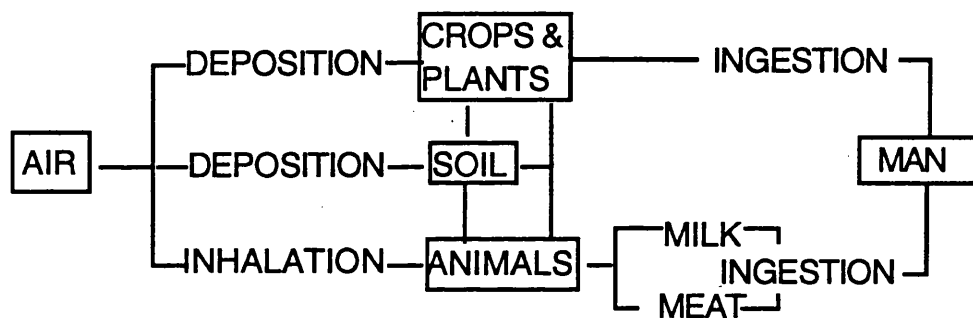 DEPOSITION
CROPS &
PLANTS
INGESTION
AIR
DEPOSITION
SOIL
MAN
INHALATION
ANIMALS
MILK
MEAT
INGESTION